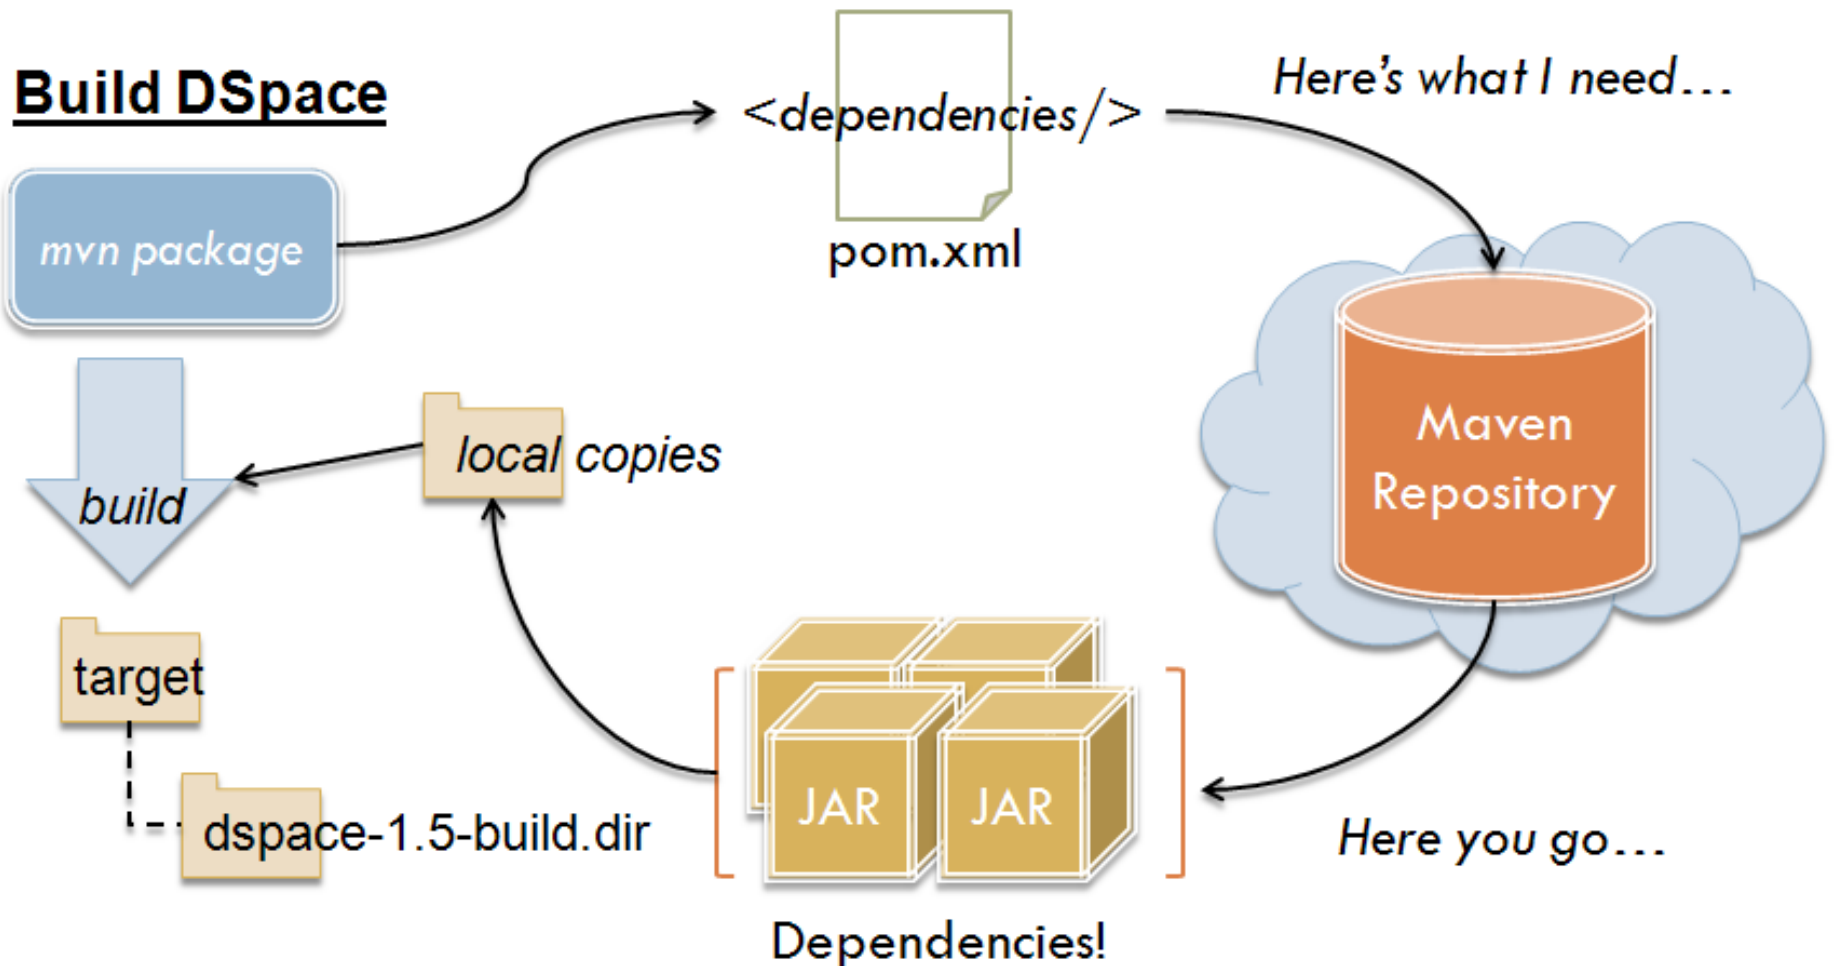 Build DSpace
mvn package
<dependencies/>
pom.xml
Here's what I need...
Maven
Repository
Here you go...
JAR
JAR
Dependencies!
local copies
build
target
dspace-1.5-build.dir